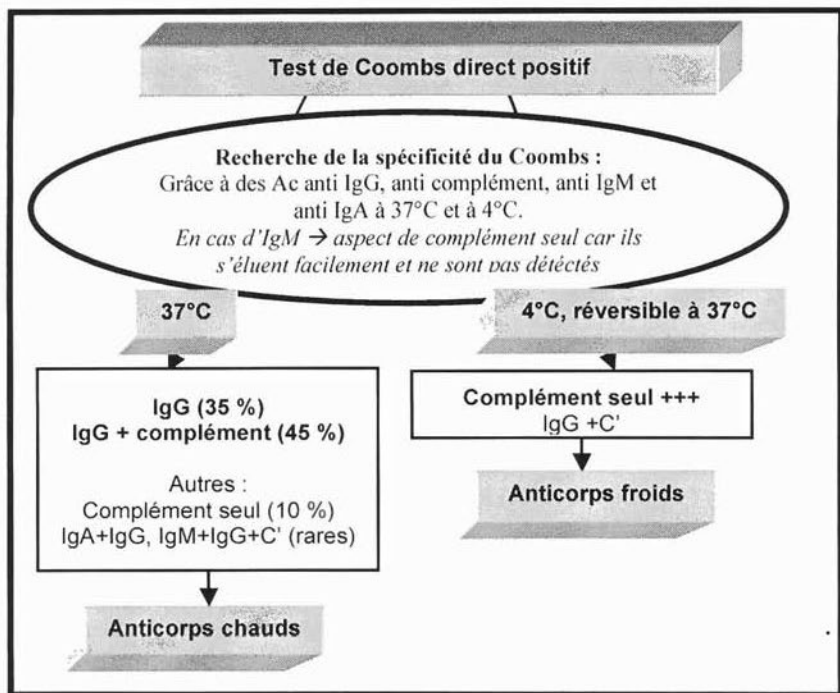 Test de Coombs direct positif
Recherche de la spécificité du Coombs :
Grâce à des Ac anti IgG, anti complément, anti IgM et
anti IgA à 37°C et à 4°C.
En cas d'IgM → aspect de complément seul car ils
s'éluent facilement et ne sont pas détéctés
37°C
4°C, réversible à 37°C
IgG (35 %)
IgG + complément (45 %)
Autres :
Complément seul (10 %)
IgA+IgG, IgM+IgG+C' (rares)
Anticorps chauds
Complément seul +++
IgG +C'
Anticorps froids